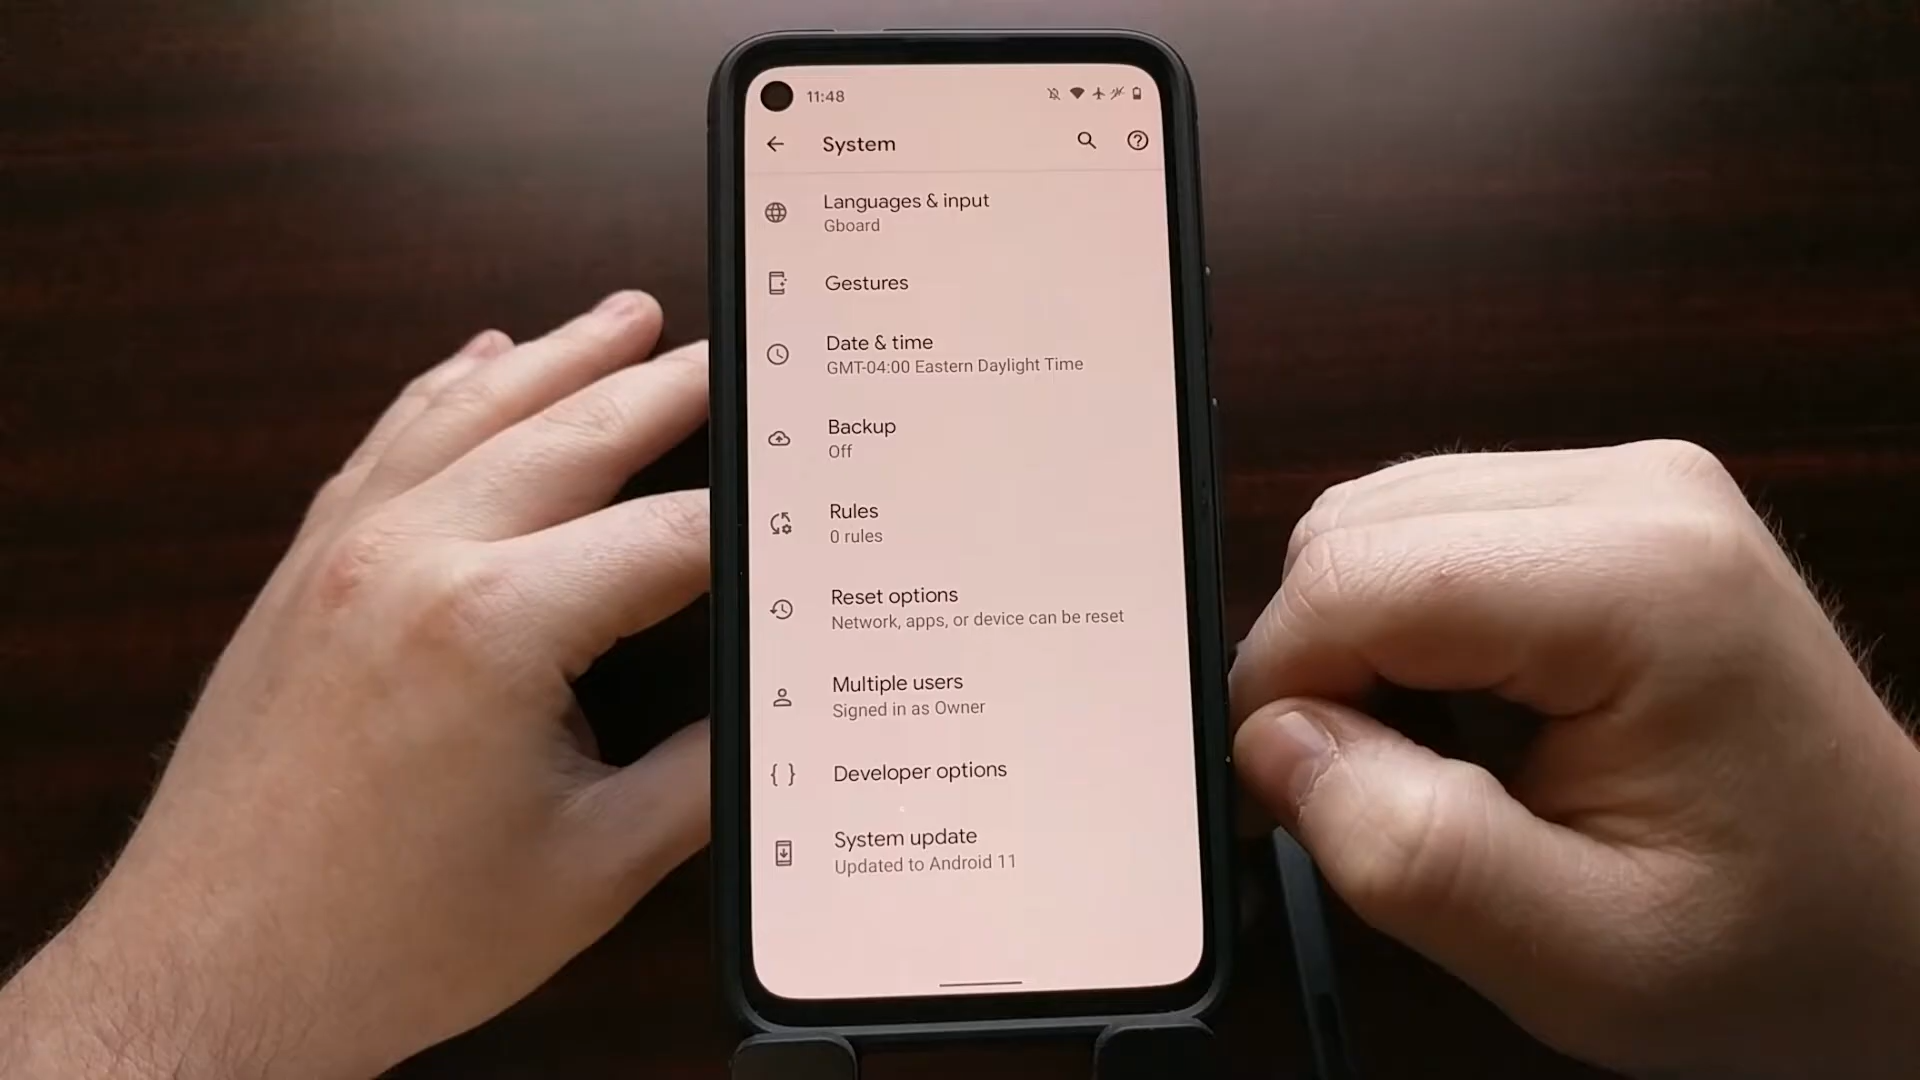 11:48
System
Languages & input
Gboard
Gestures
Date & time
GMT-04:00 Eastern Daylight Time
Backup
Off
Rules
0 rules
Reset options
Network, apps, or device can be reset
Multiple users
Signed in as Owner
{ } Developer options
System update
Updated to Android 11